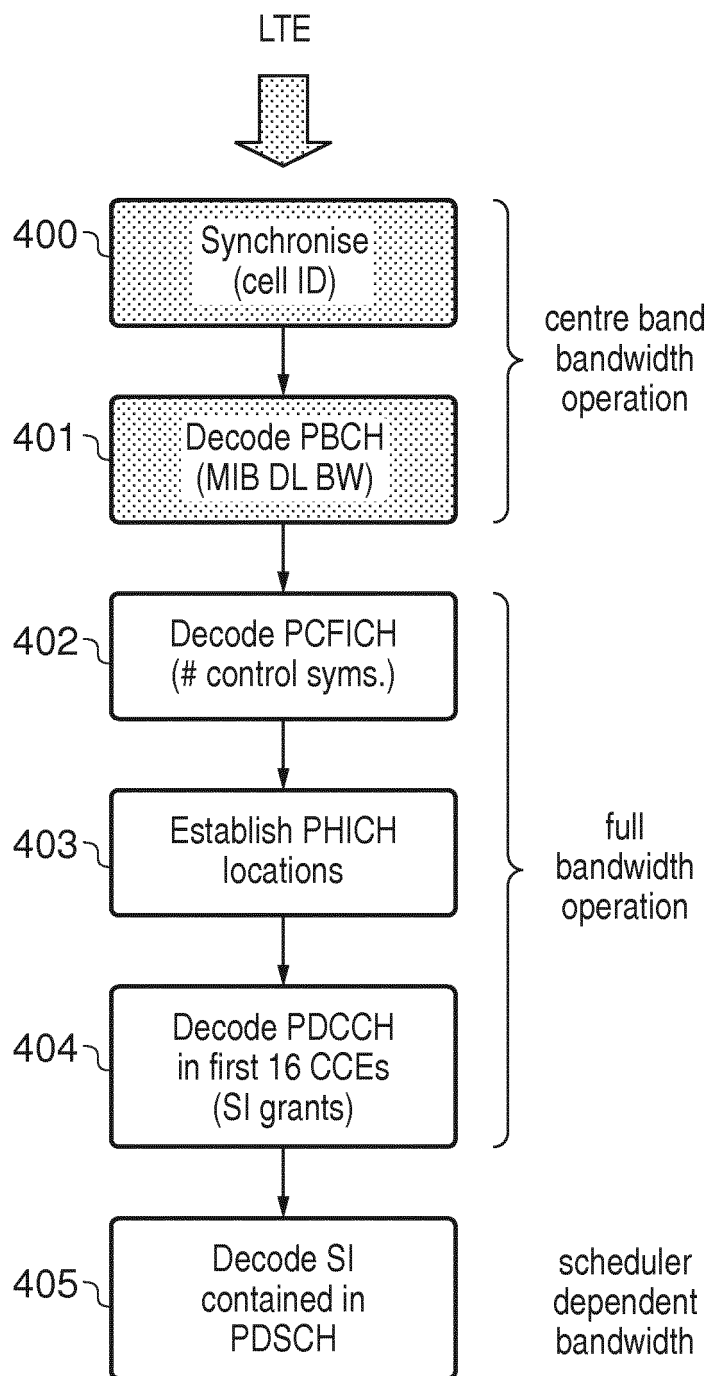 LTE
400
Synchronise
(cell ID)
centre band
bandwidth
operation
401
Decode PBCH
(MIB DL BW)
402
Decode PCFICH
(# control syms.)
403
Establish PHICH
locations
full
bandwidth
operation
404
Decode PDCCH
in first 16 CCEs
(SI grants)
405
Decode SI
contained in
PDSCH
scheduler
dependent
bandwidth